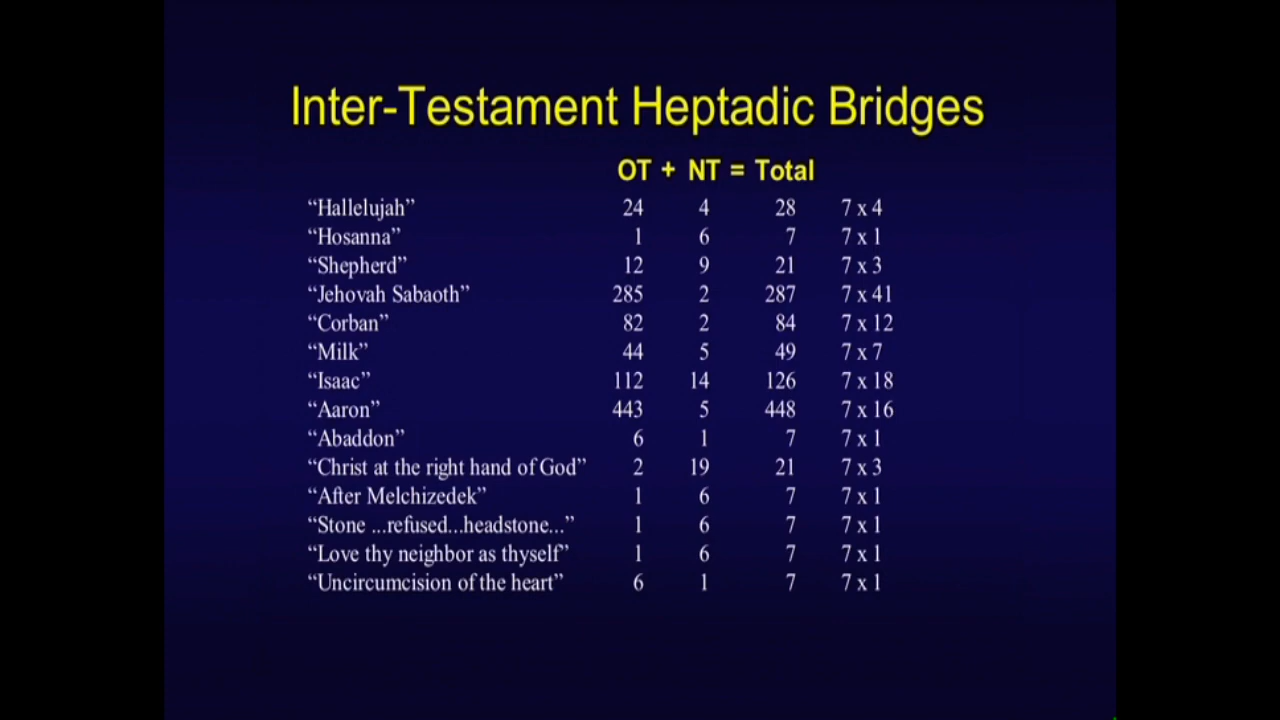 Inter-Testament Heptadic Bridges
OT + NT = Total
“Hallelujah” 24 4 28 7 x 4
“Hosanna” 1 6 7 7 x 1
“Shepherd” 12 9 21 7 x 3
“Jehovah Sabaoth” 285 2 287 7 x 41
“Corban” 82 2 84 7 x 12
“Milk” 44 5 49 7 x 7
“Isaac” 112 14 126 7 x 18
“Aaron” 443 5 448 7 x 16
“Abaddon” 6 1 7 7 x 1
“Christ at the right hand of God” 2 19 21 7 x 3
“After Melchizedek” 1 6 7 7 x 1
“Stone ...refused...headstone...” 1 6 7 7 x 1
“Love thy neighbor as thyself” 1 6 7 7 x 1
“Uncircumcision of the heart” 6 1 7 7 x 1